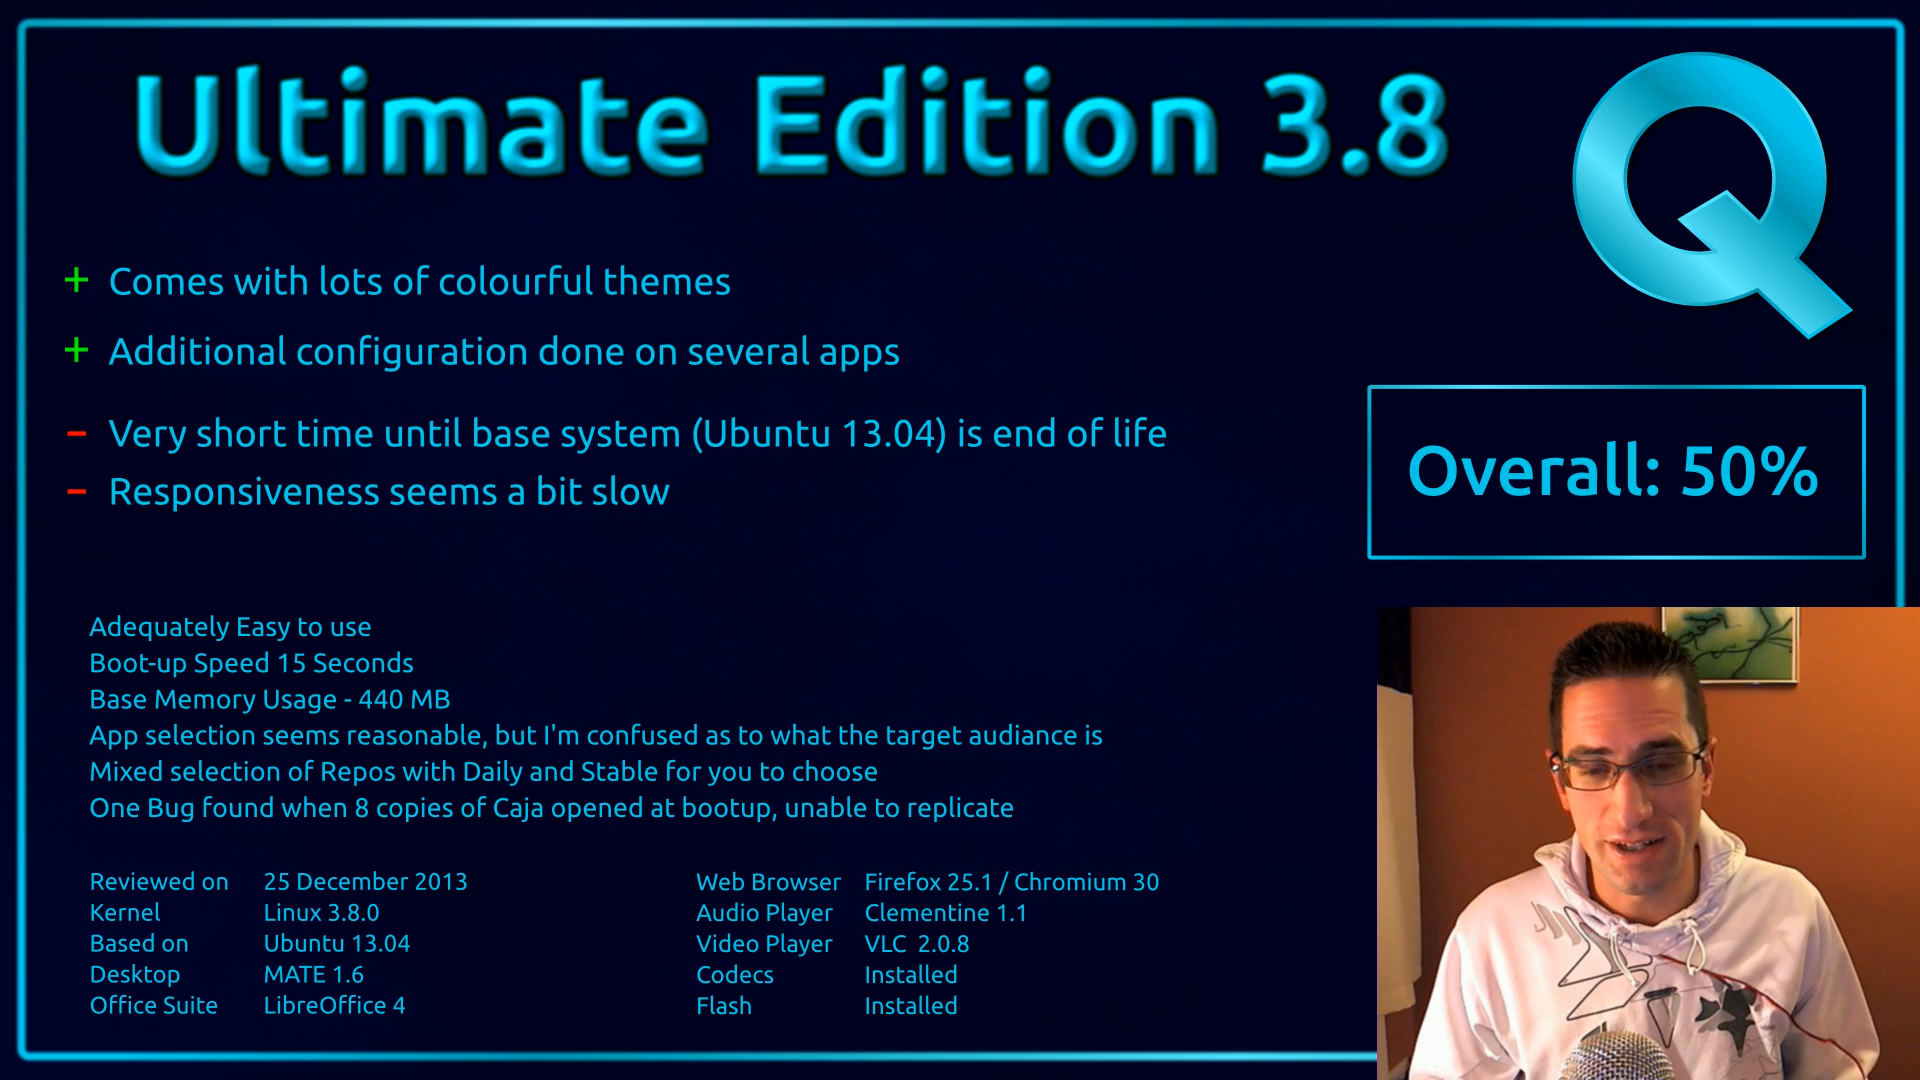 Ultimate Edition 3.8
Q
+ Comes with lots of colourful themes
+ Additional configuration done on several apps
- Very short time until base system (Ubuntu 13.04) is end of life
- Responsiveness seems a bit slow
Overall: 50%
Adequately Easy to use
Boot-up Speed 15 Seconds
Base Memory Usage - 440 MB
App selection seems reasonable, but I'm confused as to what the target audiance is
Mixed selection of Repos with Daily and Stable for you to choose
One Bug found when 8 copies of Caja opened at bootup, unable to replicate
Reviewed on 25 December 2013
Kernel Linux 3.8.0
Based on Ubuntu 13.04
Desktop MATE 1.6
Office Suite LibreOffice 4
Web Browser Firefox 25.1 / Chromium 30
Audio Player Clementine 1.1
Video Player VLC 2.0.8
Codecs Installed
Flash Installed